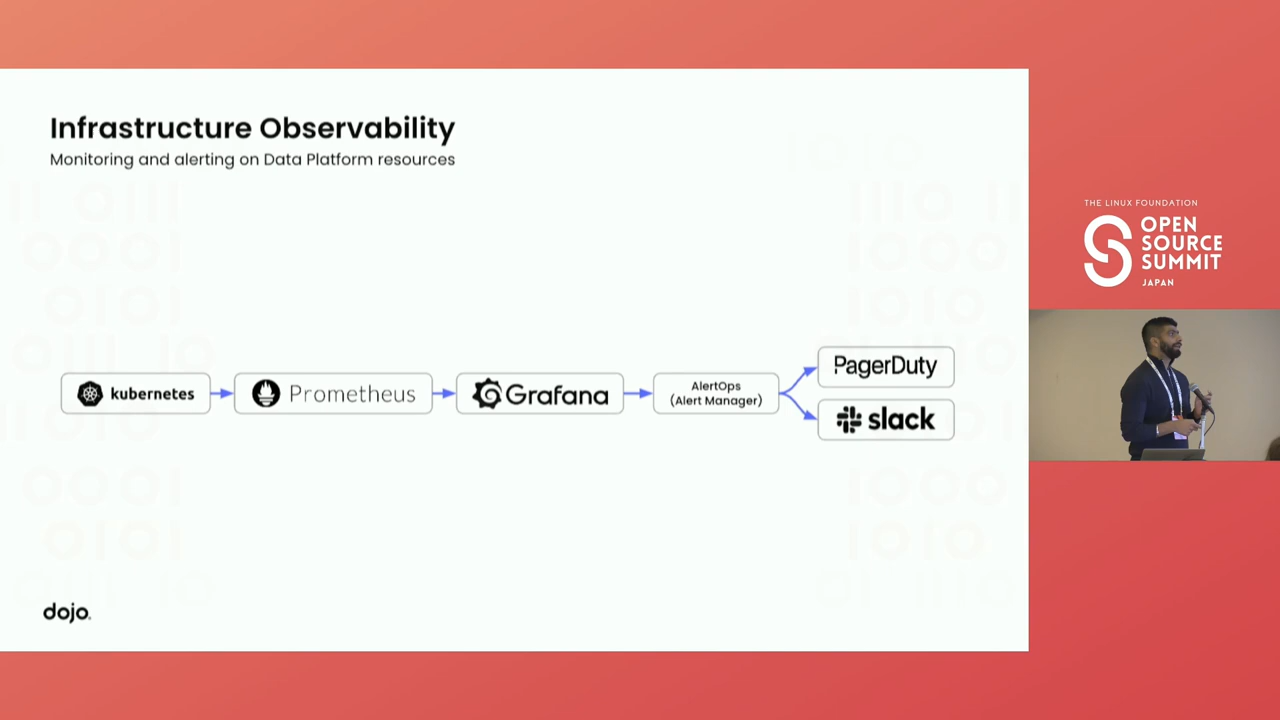 Infrastructure Observability
Monitoring and alerting on Data Platform resources
kubernetes
Prometheus
Grafana
AlertOps
(Alert Manager)
PagerDuty
slack
dojo.
THE LINUX FOUNDATION
OPEN
SOURCE
SUMMIT
JAPAN